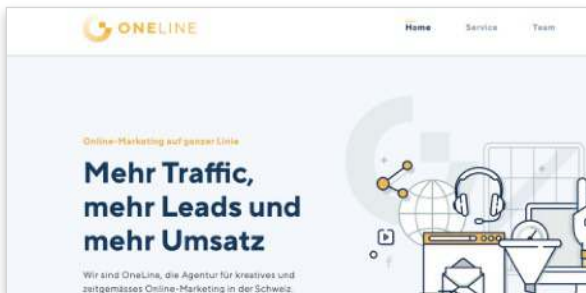 ONELINE
Home Service Team
Online-Marketing auf ganzer Linie
Mehr Traffic,
mehr Leads und
mehr Umsatz
Wir sind OneLine, die Agentur für kreatives und
zeitgemässes Online-Marketing in der Schweiz.